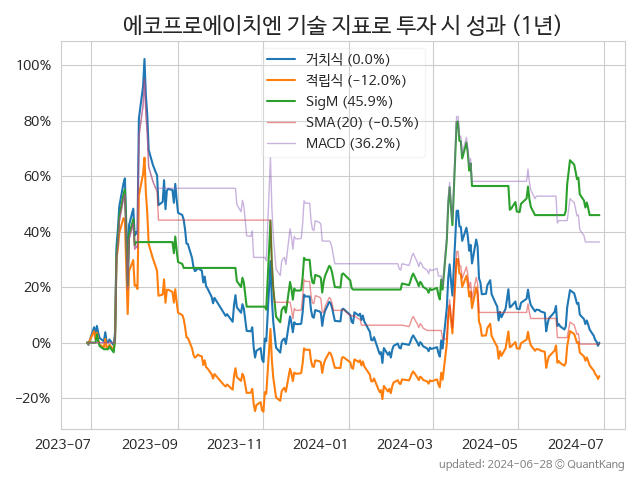 에코프로에이치엔 기술 지표로 투자 시 성과 (1년)
거치식 (0.0%)
적립식 (−12.0%)
SigM (45.9%)
SMA(20) (−0.5%)
MACD (36.2%)
100%
80%
60%
40%
20%
0%
−20%
2023-07 2023-09 2023-11 2024-01 2024-03 2024-05 2024-07
updated: 2024-06-28 ⓒ QuantKang